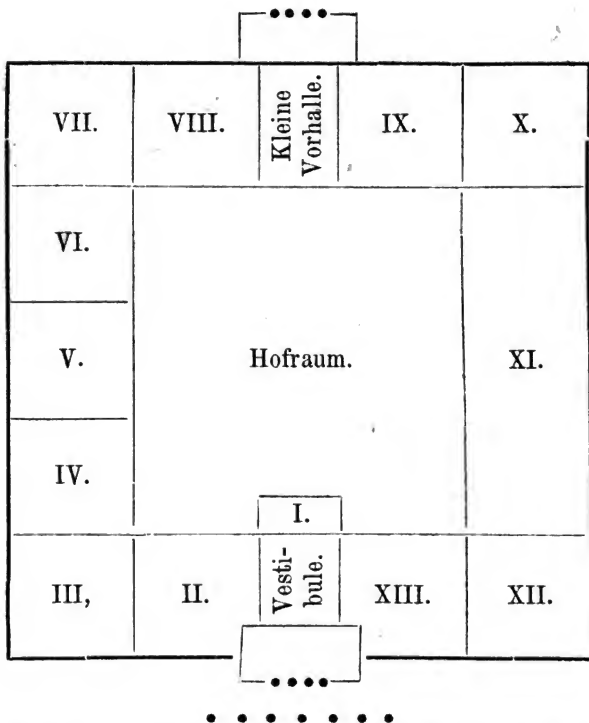 VII.
VIII.
Kleine
Vorhalle.
IX.
X.
VI.
V.
Hofraum.
XI.
IV.
I.
III,
II.
Vesti-
bule.
XIII.
XII.